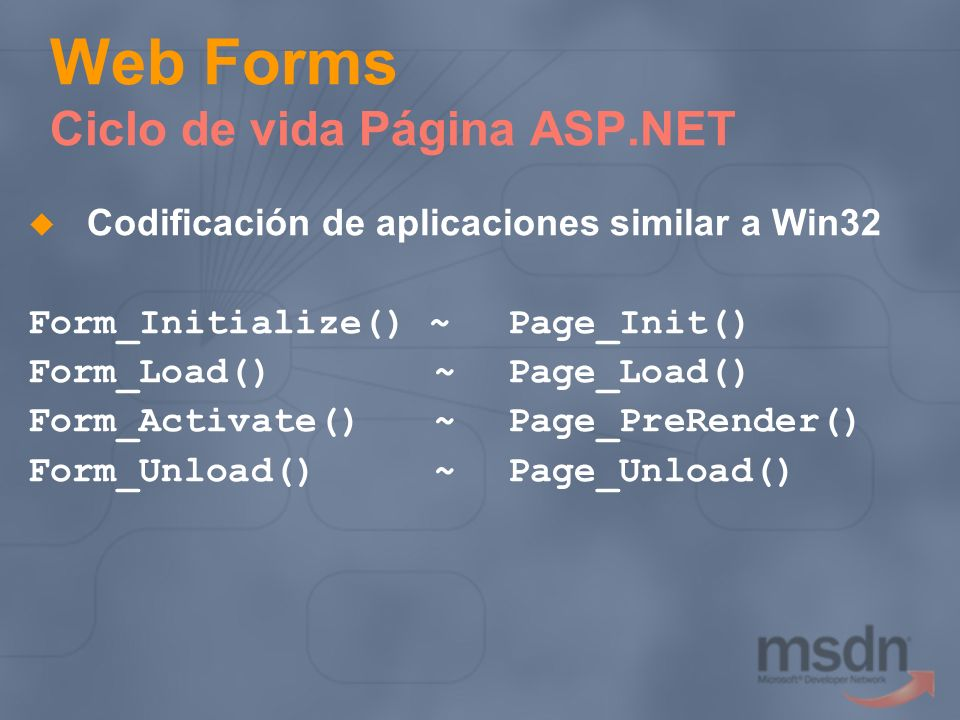 Web Forms
Ciclo de vida Página ASP.NET
Codificación de aplicaciones similar a Win32
Form_Initialize() ~ Page_Init()
Form_Load() ~ Page_Load()
Form_Activate() ~ Page_PreRender()
Form_Unload() ~ Page_Unload()
msdn
Microsoft® Developer Network